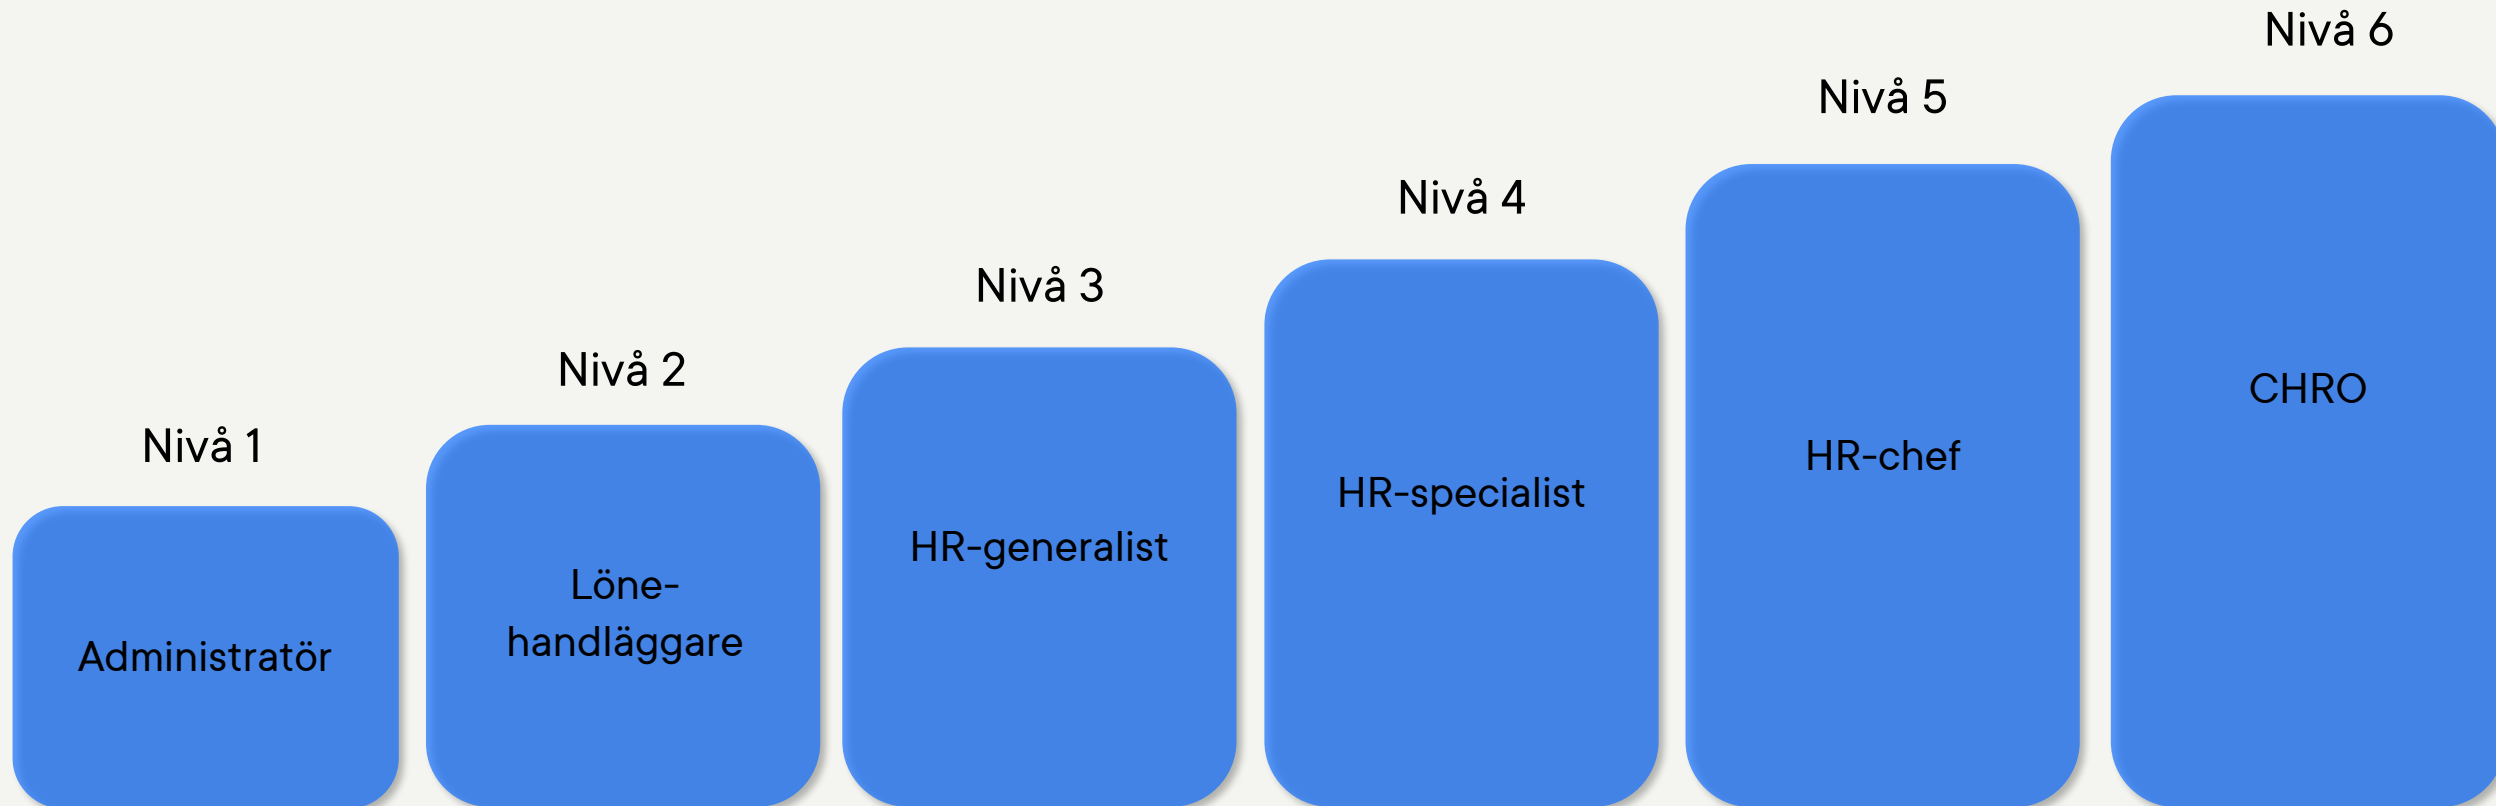 Nivå 1
Administratör
Nivå 2
Löne-
handläggare
Nivå 3
HR-generalist
Nivå 4
HR-specialist
Nivå 5
HR-chef
Nivå 6
CHRO